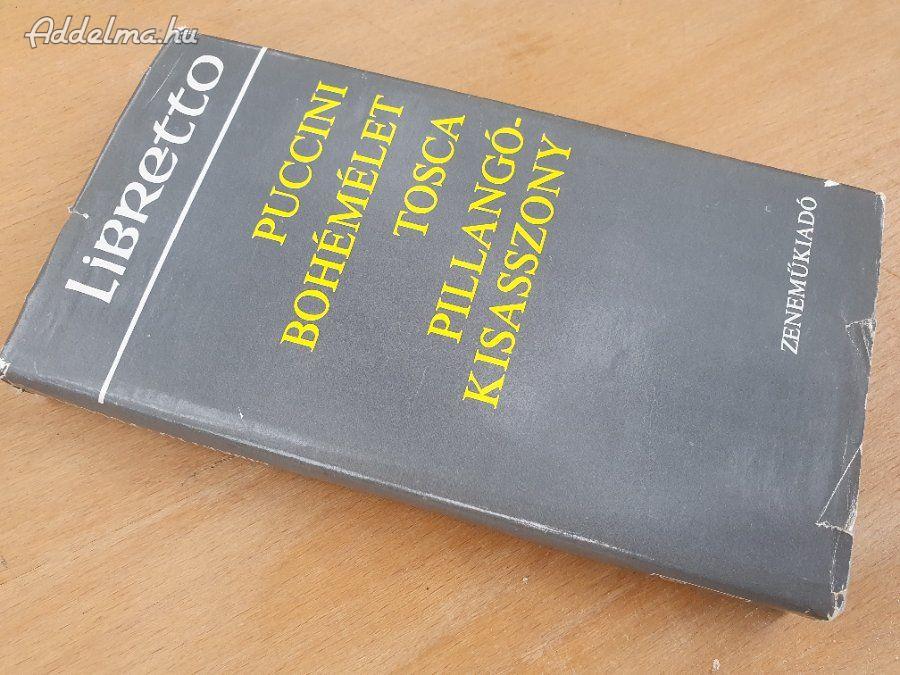 Addelma.hu
LiBRetto
PUCCINI
BOHÉMÉLET
TOSCA
PILLANGÓ-
KISASSZONY
ZENEMŰKIADÓ